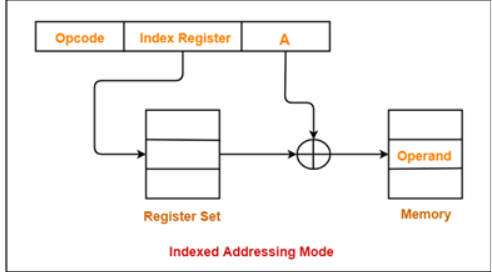 Opcode Index Register A
Operand
Register Set Memory
Indexed Addressing Mode